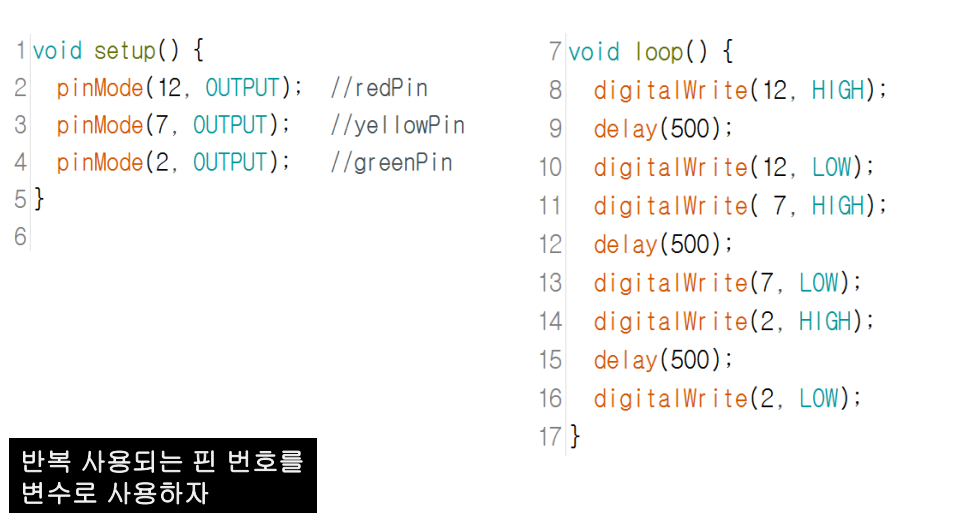 1 void setup() {
2 pinMode(12, OUTPUT); //redPin
3 pinMode(7, OUTPUT); //yellowPin
4 pinMode(2, OUTPUT); //greenPin
5 }
6
7 void loop() {
8 digitalWrite(12, HIGH);
9 delay(500);
10 digitalWrite(12, LOW);
11 digitalWrite( 7, HIGH);
12 delay(500);
13 digitalWrite(7, LOW);
14 digitalWrite(2, HIGH);
15 delay(500);
16 digitalWrite(2, LOW);
17 }
반복 사용되는 핀 번호를
변수로 사용하자